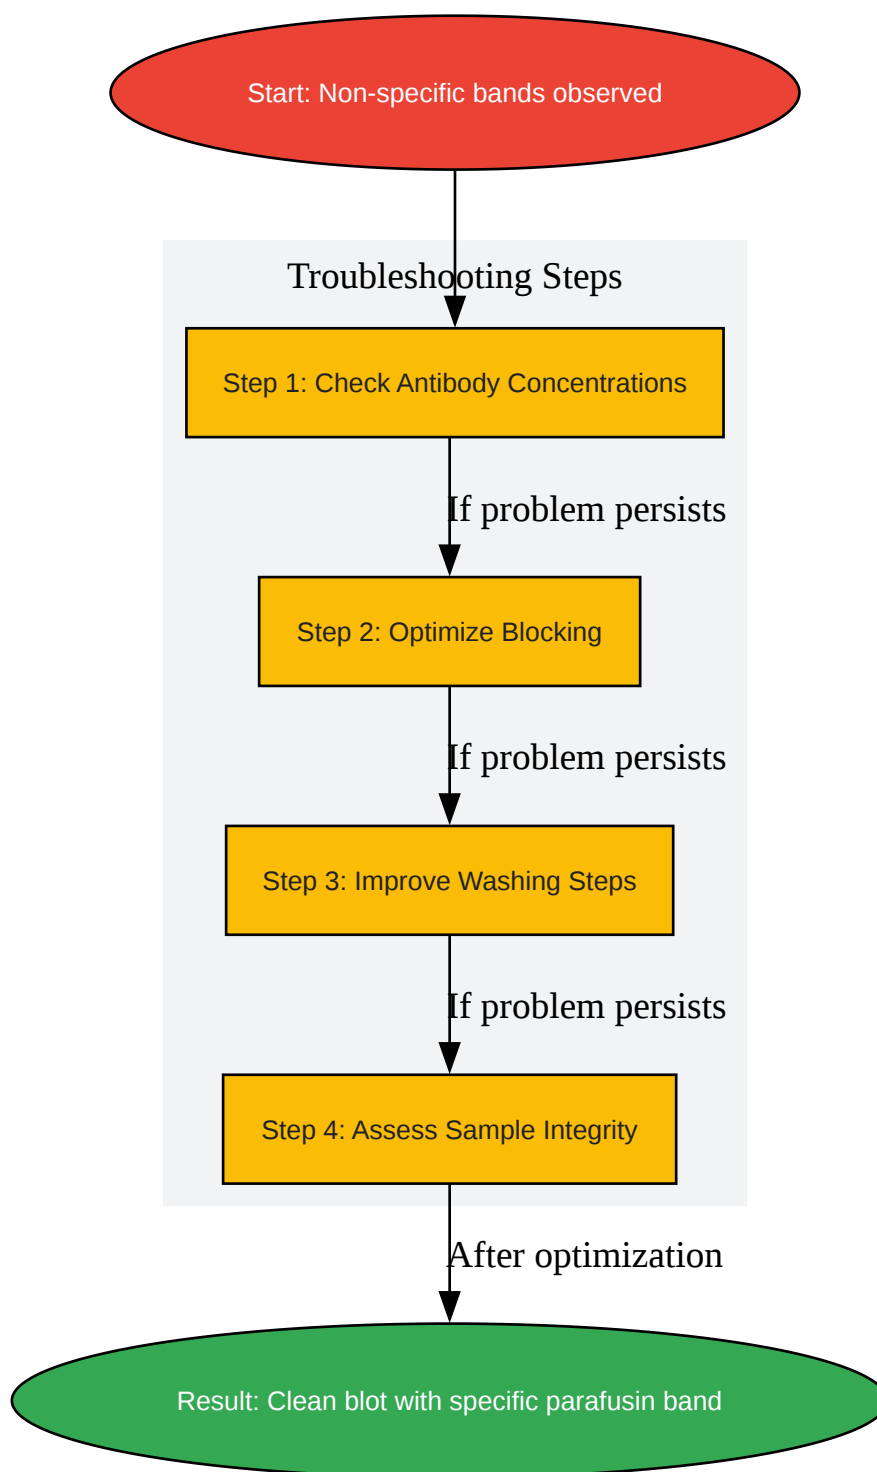 Start: Non-specific bands observed
Troubleshooting Steps
Step 1: Check Antibody Concentrations
If problem persists
Step 2: Optimize Blocking
If problem persists
Step 3: Improve Washing Steps
If problem persists
Step 4: Assess Sample Integrity
After optimization
Result: Clean blot with specific parafusin band